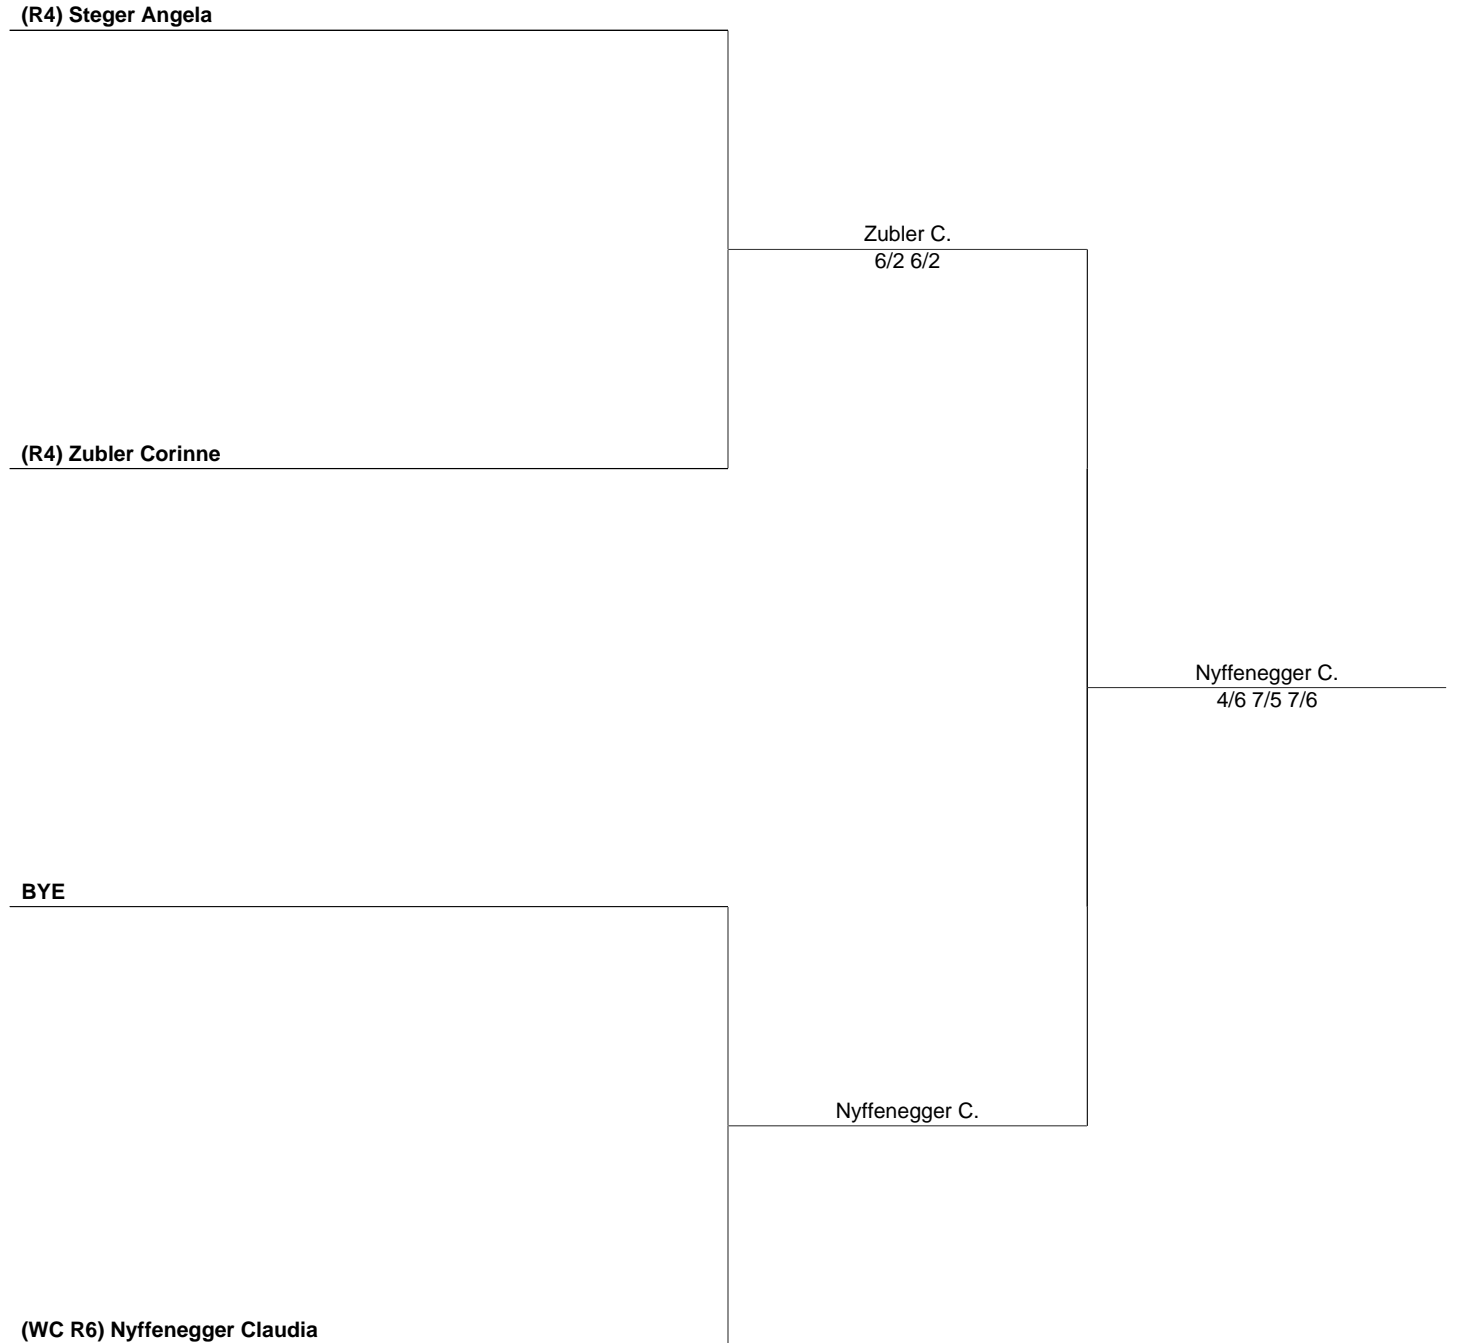 (R4) Steger Angela
Zubler C.
6/2 6/2
(R4) Zubler Corinne
Nyffenegger C.
4/6 7/5 7/6
BYE
Nyffenegger C.
(WC R6) Nyffenegger Claudia